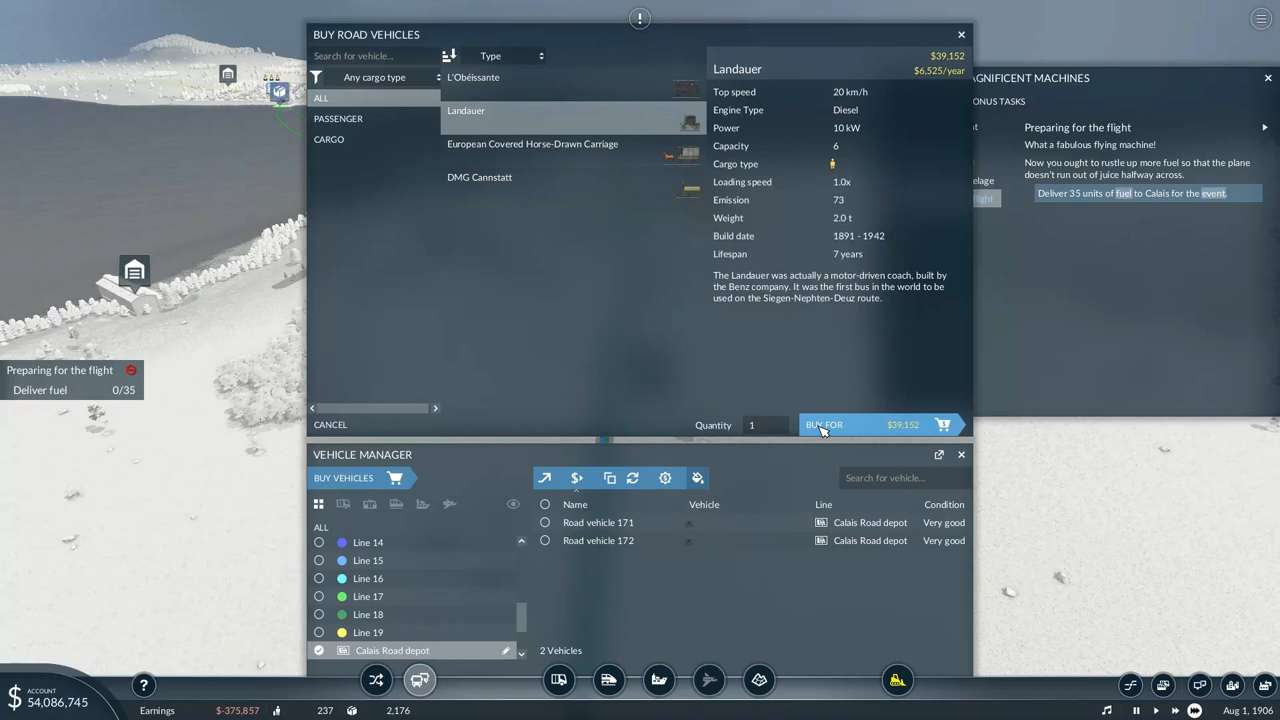 BUY ROAD VEHICLES
Search for vehicle...
Type
Any cargo type
ALL
PASSENGER
CARGO
L'Obéissante
Landauer
European Covered Horse-Drawn Carriage
DMG Cannstatt
$39,152
Landauer
$6,525/year
Top speed 20 km/h
Engine Type Diesel
Power 10 kW
Capacity 6
Cargo type
Loading speed 1.0x
Emission 73
Weight 2.0 t
Build date 1891 - 1942
Lifespan 7 years
The Landauer was actually a motor-driven coach, built
by the Benz company. It was the first bus in the world to be
used on the Siegen-Nephten-Deuz route.
CANCEL
Quantity 1
BUY FOR $39,152
AGNIFICENT MACHINES
ONUS TASKS
Preparing for the flight
What a fabulous flying machine!
Now you ought to rustle up more fuel so that the plane
doesn't run out of juice halfway across.
Deliver 35 units of fuel to Calais for the event.
elage
flight
Preparing for the flight
Deliver fuel 0/35
VEHICLE MANAGER
BUY VEHICLES
Search for vehicle...
ALL
Line 14
Line 15
Line 16
Line 17
Line 18
Line 19
Calais Road depot
Name Vehicle Line Condition
Road vehicle 171 Calais Road depot Very good
Road vehicle 172 Calais Road depot Very good
2 Vehicles
$ ACCOUNT
54,086,745
?
Earnings $-375,857 237 2,176
Aug 1, 1906